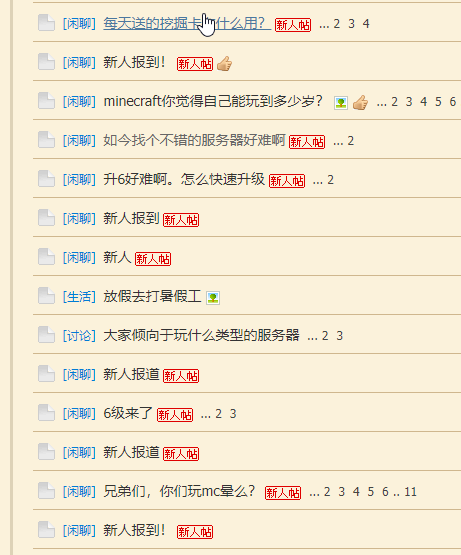 [闲聊] 每天送的挖掘卡 什么用？ 新人帖 ... 2 3 4
[闲聊] 新人报到！ 新人帖
[闲聊] minecraft你觉得自己能玩到多少岁？ ... 2 3 4 5 6
[闲聊] 如今找个不错的服务器好难啊 新人帖 ... 2
[闲聊] 升6好难啊。怎么快速升级 新人帖 ... 2
[闲聊] 新人报到 新人帖
[闲聊] 新人 新人帖
[生活] 放假去打暑假工
[讨论] 大家倾向于玩什么类型的服务器 ... 2 3
[闲聊] 新人报道 新人帖
[闲聊] 6级来了 新人帖 ... 2 3
[闲聊] 新人报道 新人帖
[闲聊] 兄弟们，你们玩mc晕么？ 新人帖 ... 2 3 4 5 6 .. 11
[闲聊] 新人报到！ 新人帖